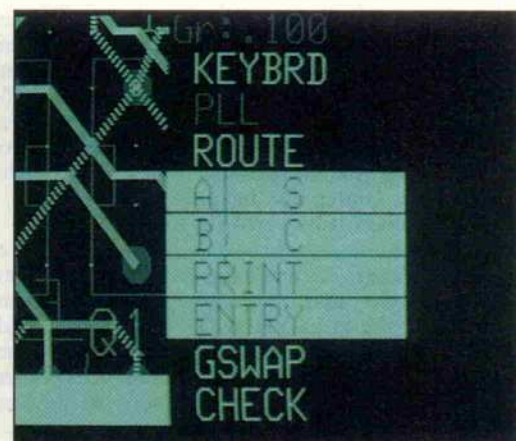 Gr:.100
KEYBRD
PLL
ROUTE
A S
B C
PRINT
ENTRY
GSWAP
CHECK
Q1